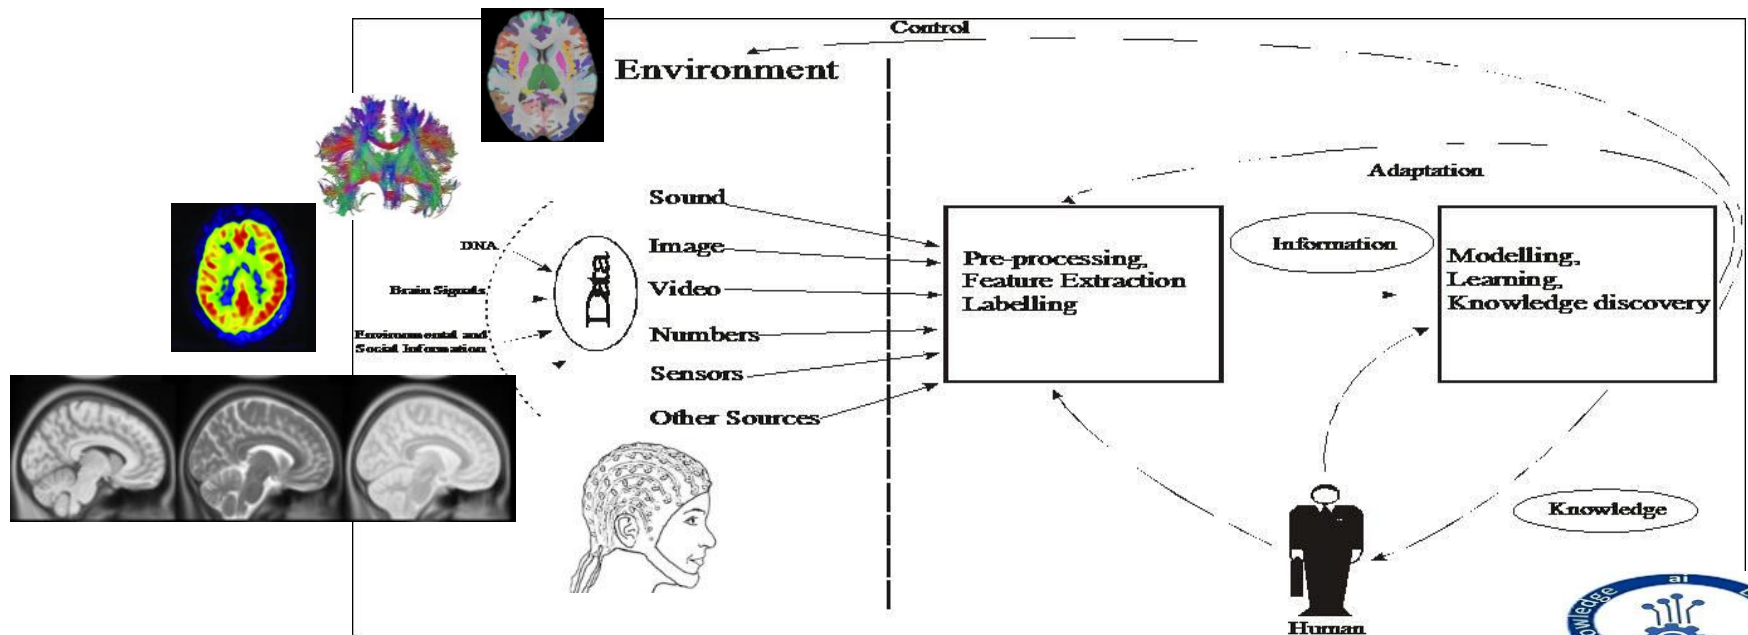 Control
Environment
Adaptation
Sound
DNA
Image
Data
Information
Pre-processing,
Feature Extraction
Labelling
Modelling,
Learning,
Knowledge discovery
Brain Signals
Video
Environmental and
Social Information
Numbers
Sensors
Other Sources
Knowledge
Human
ai